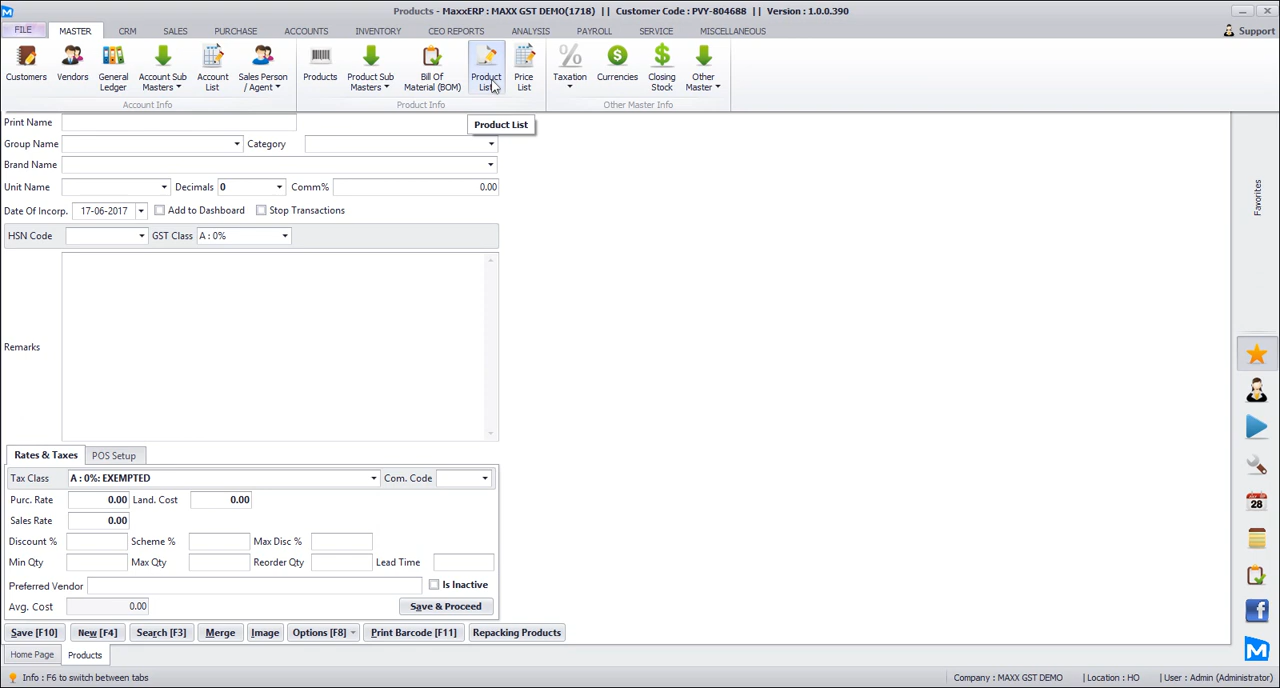 Products - MaxxERP : MAXX GST DEMO(1718) || Customer Code : PVY-804688 || Version : 1.0.0.390
FILE MASTER CRM SALES PURCHASE ACCOUNTS INVENTORY CEO REPORTS ANALYSIS PAYROLL SERVICE MISCELLANEOUS Support
Customers Vendors General Ledger Account Sub Masters Account List Sales Person / Agent Products Product Sub Masters Bill Of Material (BOM) Product List Price List Taxation Currencies Closing Stock Other Master
Account Info Product Info Other Master Info
Print Name
Product List
Group Name Category
Brand Name
Unit Name Decimals 0 Comm% 0.00
Date Of Incorp. 17-06-2017 Add to Dashboard Stop Transactions
HSN Code GST Class A : 0%
Remarks
Favorites
Rates & Taxes POS Setup
Tax Class A : 0%: EXEMPTED Com. Code
Purc. Rate 0.00 Land. Cost 0.00
Sales Rate 0.00
Discount % Scheme % Max Disc %
Min Qty Max Qty Reorder Qty Lead Time
Preferred Vendor Is Inactive
Avg. Cost 0.00 Save & Proceed
Save [F10] New [F4] Search [F3] Merge Image Options [F8] Print Barcode [F11] Repacking Products
Home Page Products
28
Info : F6 to switch between tabs Company : MAXX GST DEMO | Location : HO | User : Admin (Administrator)